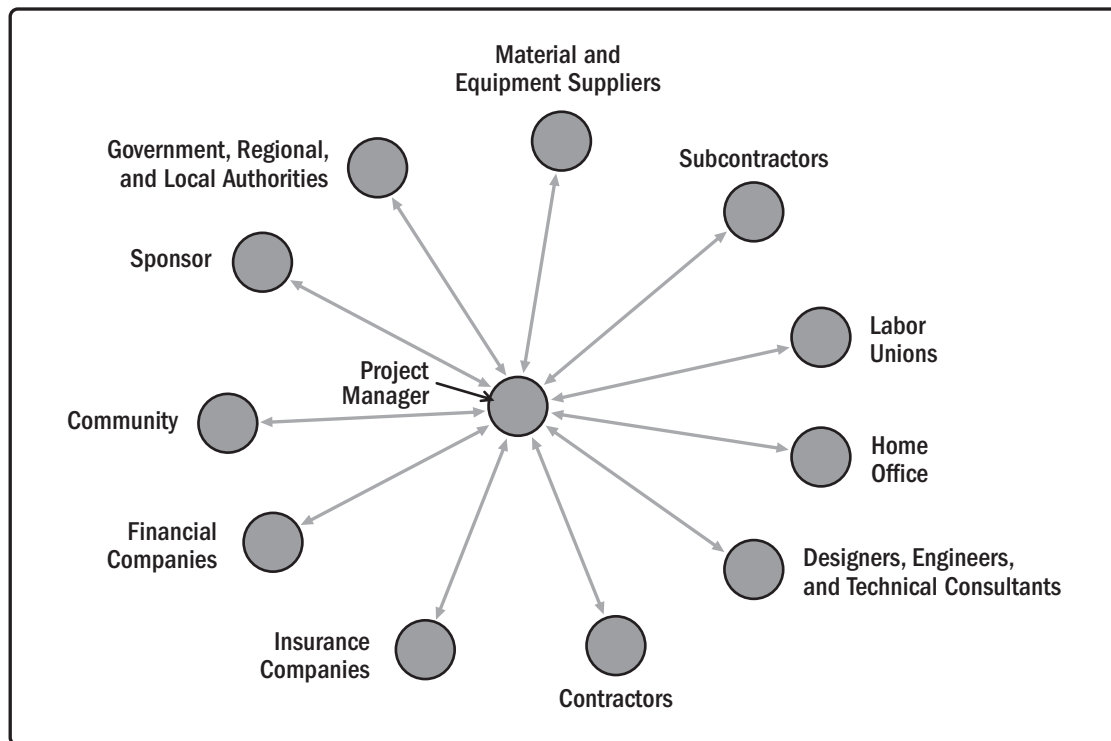 Material and
Equipment Suppliers
Government, Regional,
and Local Authorities
Subcontractors
Sponsor
Labor
Unions
Project
Manager
Community
Home
Office
Financial
Companies
Designers, Engineers,
and Technical Consultants
Insurance
Companies
Contractors